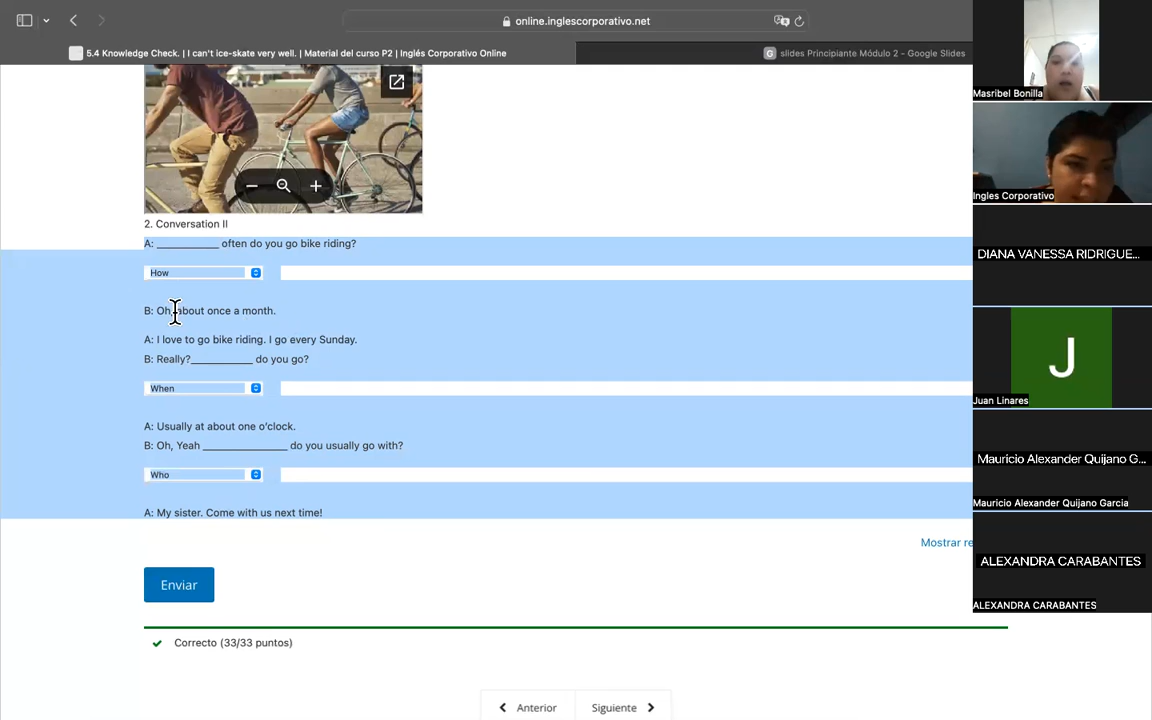 online.inglescorporativo.net
5.4 Knowledge Check. | I can't ice-skate very well. | Material del curso P2 | Inglés Corporativo Online
G slides Principiante Módulo 2 - Google Slides
2. Conversation II
A: ____________ often do you go bike riding?
How
B: Oh, about once a month.
A: I love to go bike riding. I go every Sunday.
B: Really?____________ do you go?
When
A: Usually at about one o'clock.
B: Oh, Yeah ________________ do you usually go with?
Who
A: My sister. Come with us next time!
Mostrar re
Enviar
Correcto (33/33 puntos)
Anterior
Siguiente
Masribel Bonilla
Ingles Corporativo
DIANA VANESSA RIDRIGUE...
J
Juan Linares
Mauricio Alexander Quijano G...
Mauricio Alexander Quijano Garcia
ALEXANDRA CARABANTES
ALEXANDRA CARABANTES